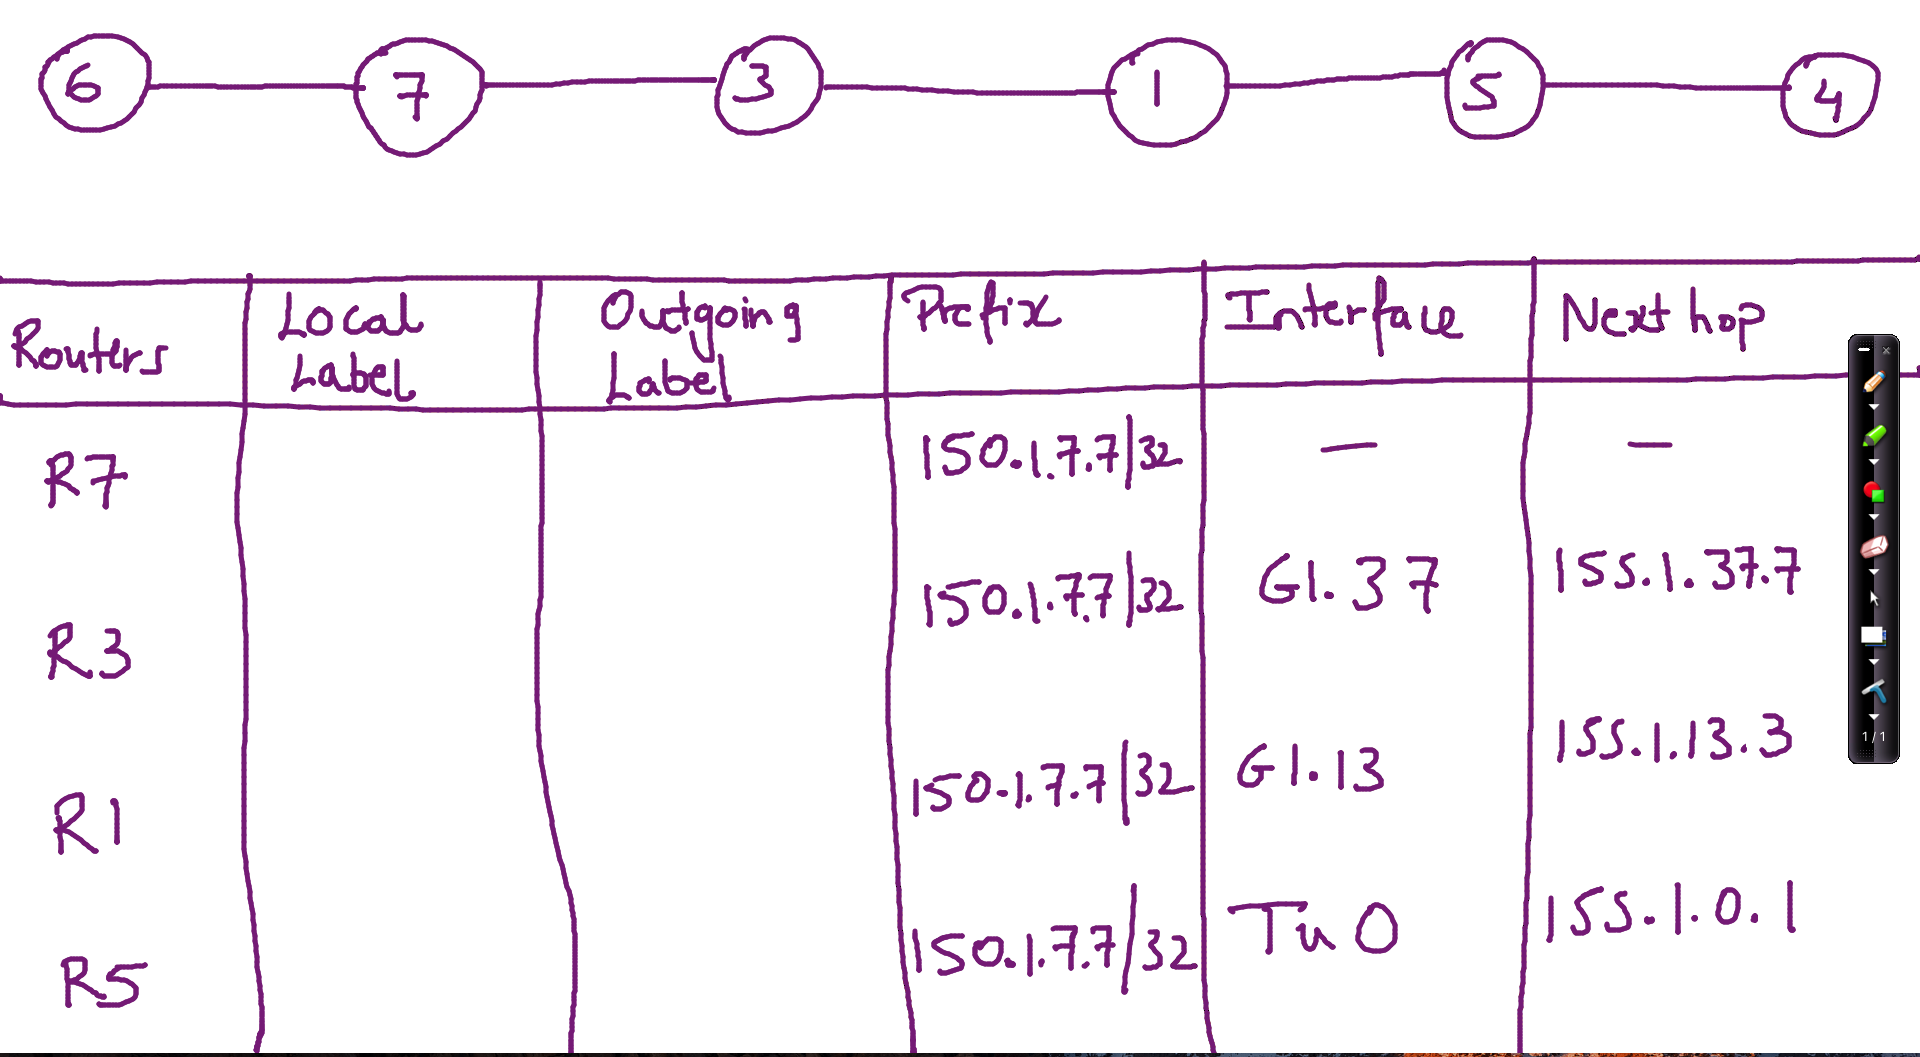 6 7 3 1 5 4
Routers Local Label Outgoing Label Prefix Interface Next hop
R7 150.1.7.7/32 — —
R3 150.1.7.7/32 G1.37 155.1.37.7
R1 150.1.7.7/32 G1.13 155.1.13.3
R5 150.1.7.7/32 Tu0 155.1.0.1
1/1